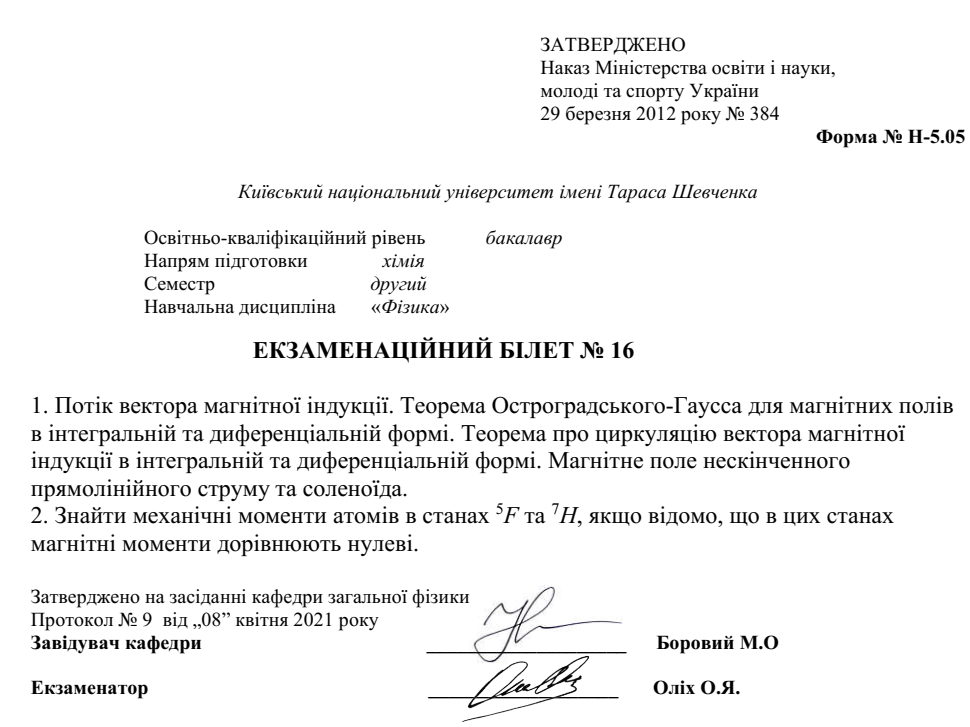 ЗАТВЕРДЖЕНО
Наказ Міністерства освіти і науки,
молоді та спорту України
29 березня 2012 року № 384
Форма № Н-5.05
Київський національний університет імені Тараса Шевченка
Освітньо-кваліфікаційний рівень бакалавр
Напрям підготовки хімія
Семестр другий
Навчальна дисципліна «Фізика»
ЕКЗАМЕНАЦІЙНИЙ БІЛЕТ № 16
1. Потік вектора магнітної індукції. Теорема Остроградського-Гаусса для магнітних полів
в інтегральній та диференціальній формі. Теорема про циркуляцію вектора магнітної
індукції в інтегральній та диференціальній формі. Магнітне поле нескінченного
прямолінійного струму та соленоїда.
2. Знайти механічні моменти атомів в станах ⁵F та ⁷H, якщо відомо, що в цих станах
магнітні моменти дорівнюють нулеві.
Затверджено на засіданні кафедри загальної фізики
Протокол № 9 від „08” квітня 2021 року
Завідувач кафедри ____________________ Боровий М.О
Екзаменатор ____________________ Оліх О.Я.